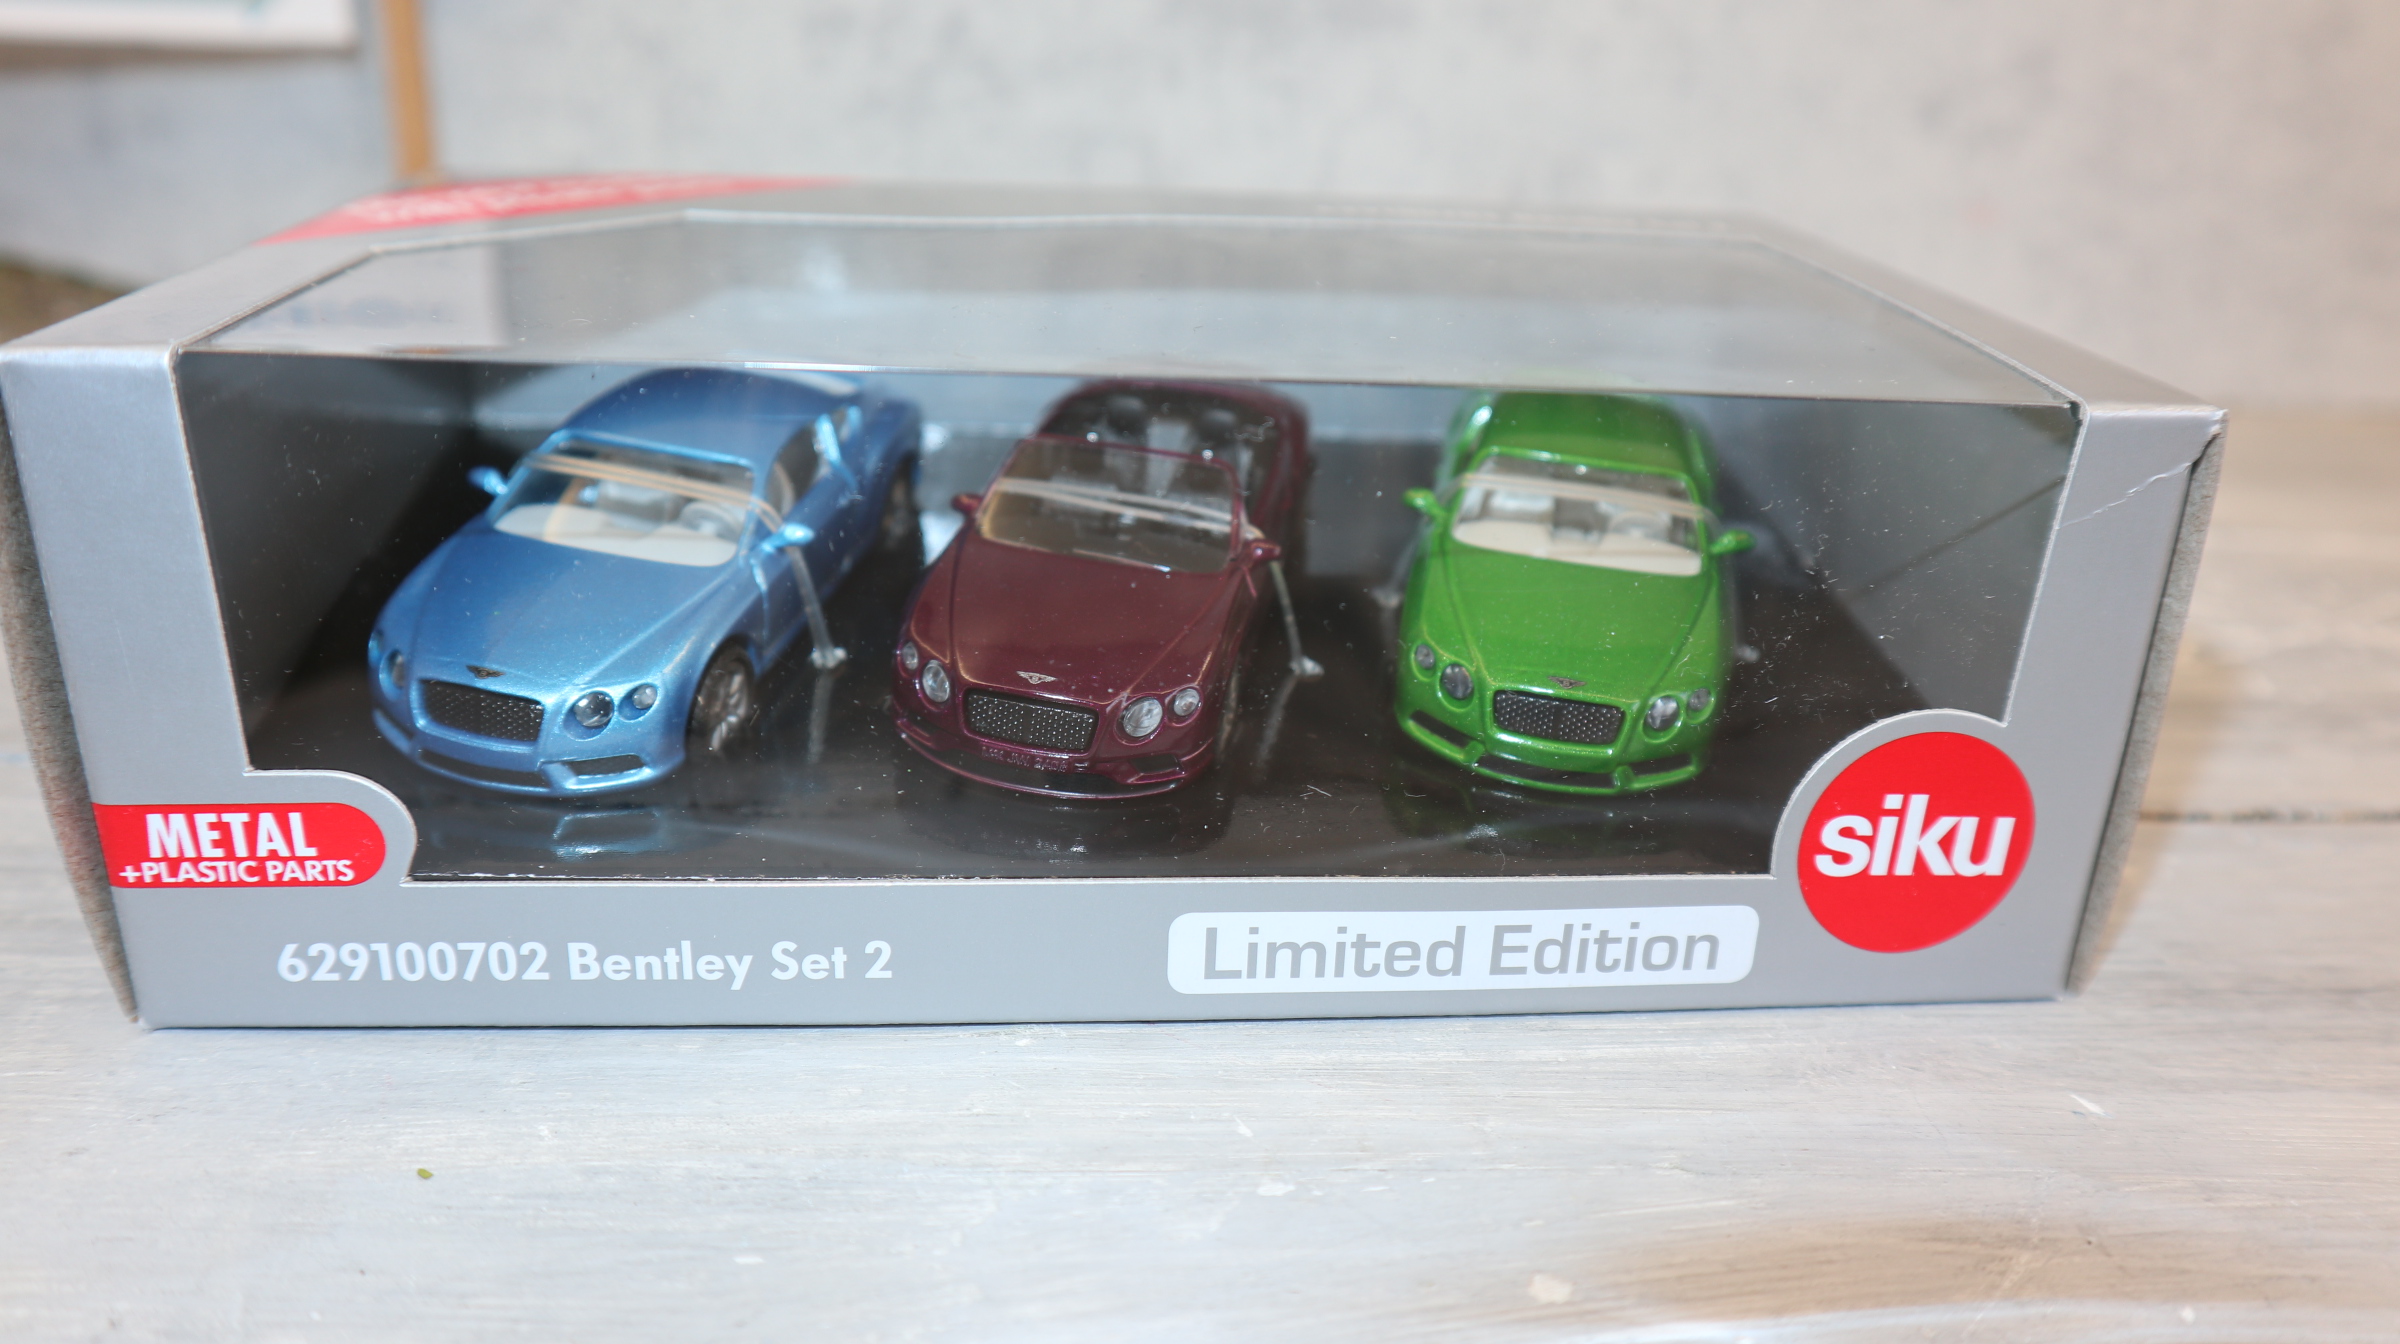 METAL
+PLASTIC PARTS
siku
629100702 Bentley Set 2
Limited Edition